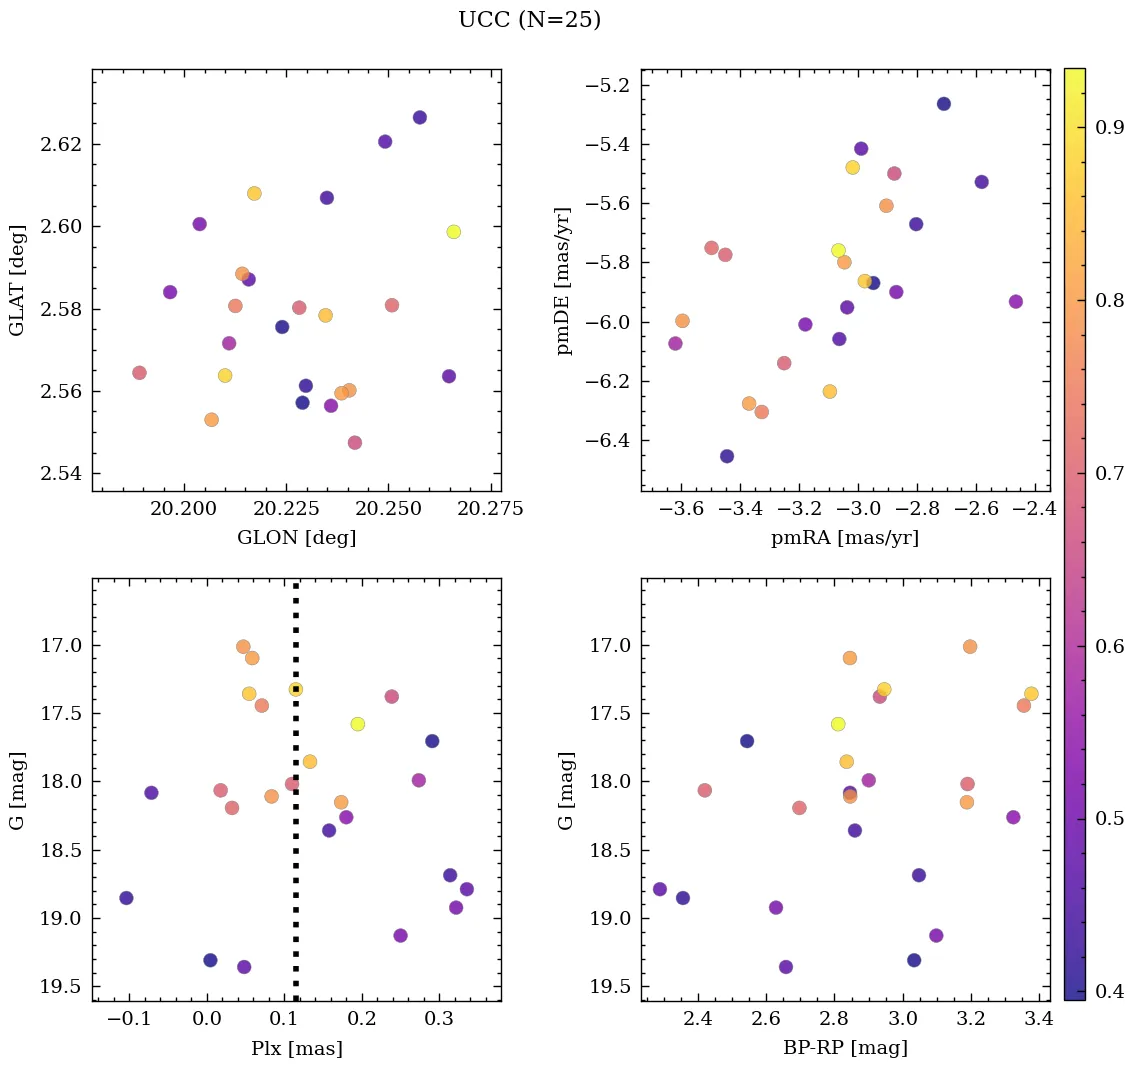 UCC (N=25)
2.62
2.60
2.58
2.56
2.54
GLAT [deg]
20.200 20.225 20.250 20.275
GLON [deg]
−5.2
−5.4
−5.6
−5.8
−6.0
−6.2
−6.4
pmDE [mas/yr]
−3.6 −3.4 −3.2 −3.0 −2.8 −2.6 −2.4
pmRA [mas/yr]
17.0
17.5
18.0
18.5
19.0
19.5
G [mag]
−0.1 0.0 0.1 0.2 0.3
Plx [mas]
17.0
17.5
18.0
18.5
19.0
19.5
G [mag]
2.4 2.6 2.8 3.0 3.2 3.4
BP-RP [mag]
0.9
0.8
0.7
0.6
0.5
0.4